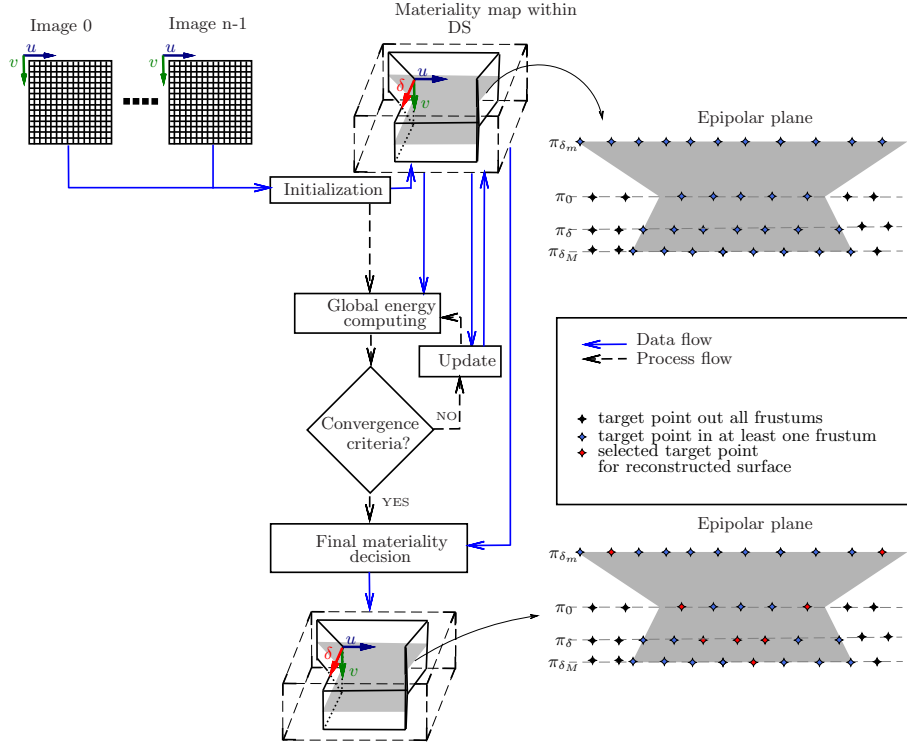 Image 0
Image n-1
Materiality map within
DS
u
v
u
v
u
δ
v
Epipolar plane
π_{δ_m}
π_0
π_δ
π_{δ_M}
Initialization
Global energy
computing
Update
Convergence
criteria?
NO
YES
Final materiality
decision
Data flow
Process flow
target point out all frustums
target point in at least one frustum
selected target point
for reconstructed surface
Epipolar plane
π_{δ_m}
π_0
π_δ
π_{δ_M}
u
δ
v